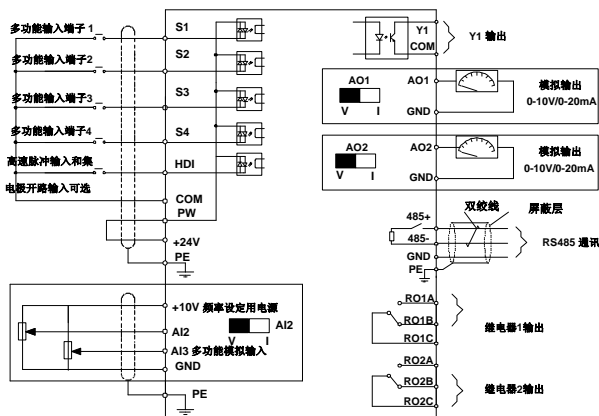 多功能输入端子 1
S1
多功能输入端子2
S2
多功能输入端子3
S3
多功能输入端子4
S4
高速脉冲输入和集
HDI
电极开路输入可选
COM
PW
+24V
PE
+10V 频率设定用电源
AI2
V I
AI2
AI3 多功能模拟输入
GND
PE
Y1
COM
Y1 输出
AO1
V I
AO1
GND
模拟输出
0-10V/0-20mA
AO2
V I
AO2
GND
模拟输出
0-10V/0-20mA
双绞线
屏蔽层
485+
485-
GND
PE
RS485 通讯
RO1A
RO1B
RO1C
继电器1输出
RO2A
RO2B
RO2C
继电器2输出